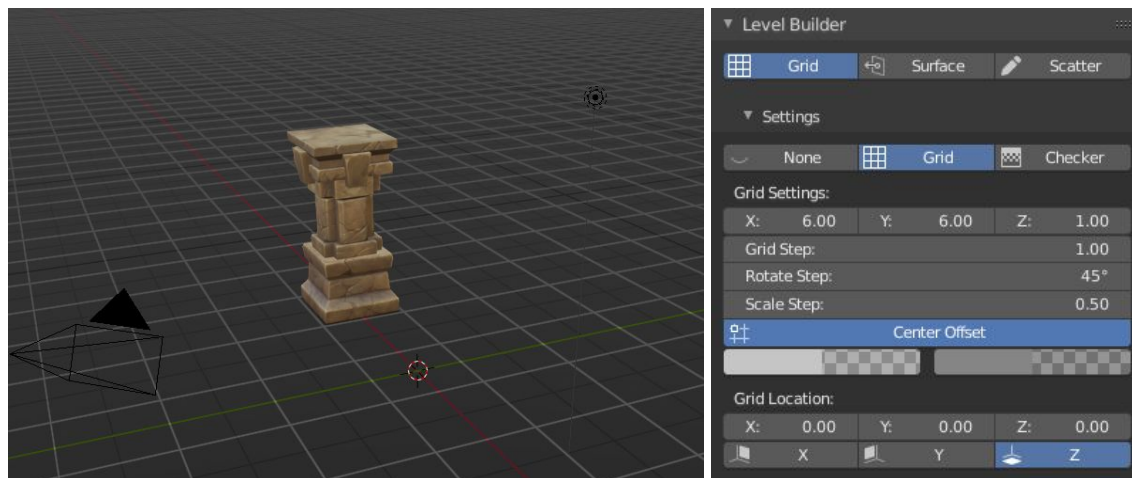 Level Builder
Grid Surface Scatter
Settings
None Grid Checker
Grid Settings:
X: 6.00 Y: 6.00 Z: 1.00
Grid Step: 1.00
Rotate Step: 45°
Scale Step: 0.50
Center Offset
Grid Location:
X: 0.00 Y: 0.00 Z: 0.00
X Y Z